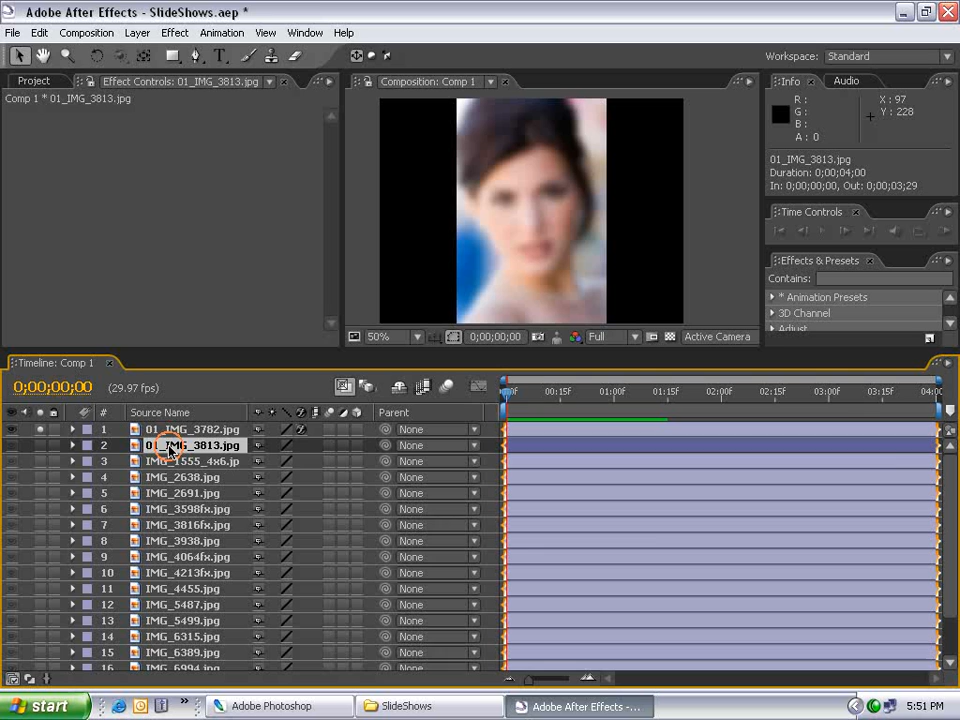 Adobe After Effects - SlideShows.aep *
File Edit Composition Layer Effect Animation View Window Help
Workspace: Standard
Project Effect Controls: 01_IMG_3813.jpg
Comp 1 * 01_IMG_3813.jpg
Composition: Comp 1
Info Audio
R :
G :
B :
A : 0
X : 97
Y : 228
01_IMG_3813.jpg
Duration: 0;00;04;00
In: 0;00;00;00, Out: 0;00;03;29
Time Controls
Effects & Presets
Contains:
* Animation Presets
3D Channel
Adjust
50% 0;00;00;00 Full Active Camera
Timeline: Comp 1
0;00;00;00 (29.97 fps)
00:15F 01:00F 01:15F 02:00F 02:15F 03:00F 03:15F 04:00
# Source Name Parent
1 01_IMG_3782.jpg None
2 01_IMG_3813.jpg None
3 IMG_1555_4x6.jp None
4 IMG_2638.jpg None
5 IMG_2691.jpg None
6 IMG_3598fx.jpg None
7 IMG_3816fx.jpg None
8 IMG_3938.jpg None
9 IMG_4064fx.jpg None
10 IMG_4213fx.jpg None
11 IMG_4455.jpg None
12 IMG_5487.jpg None
13 IMG_5499.jpg None
14 IMG_6315.jpg None
15 IMG_6389.jpg None
16 IMG_6994.jpg None
start Adobe Photoshop SlideShows Adobe After Effects -... 5:51 PM